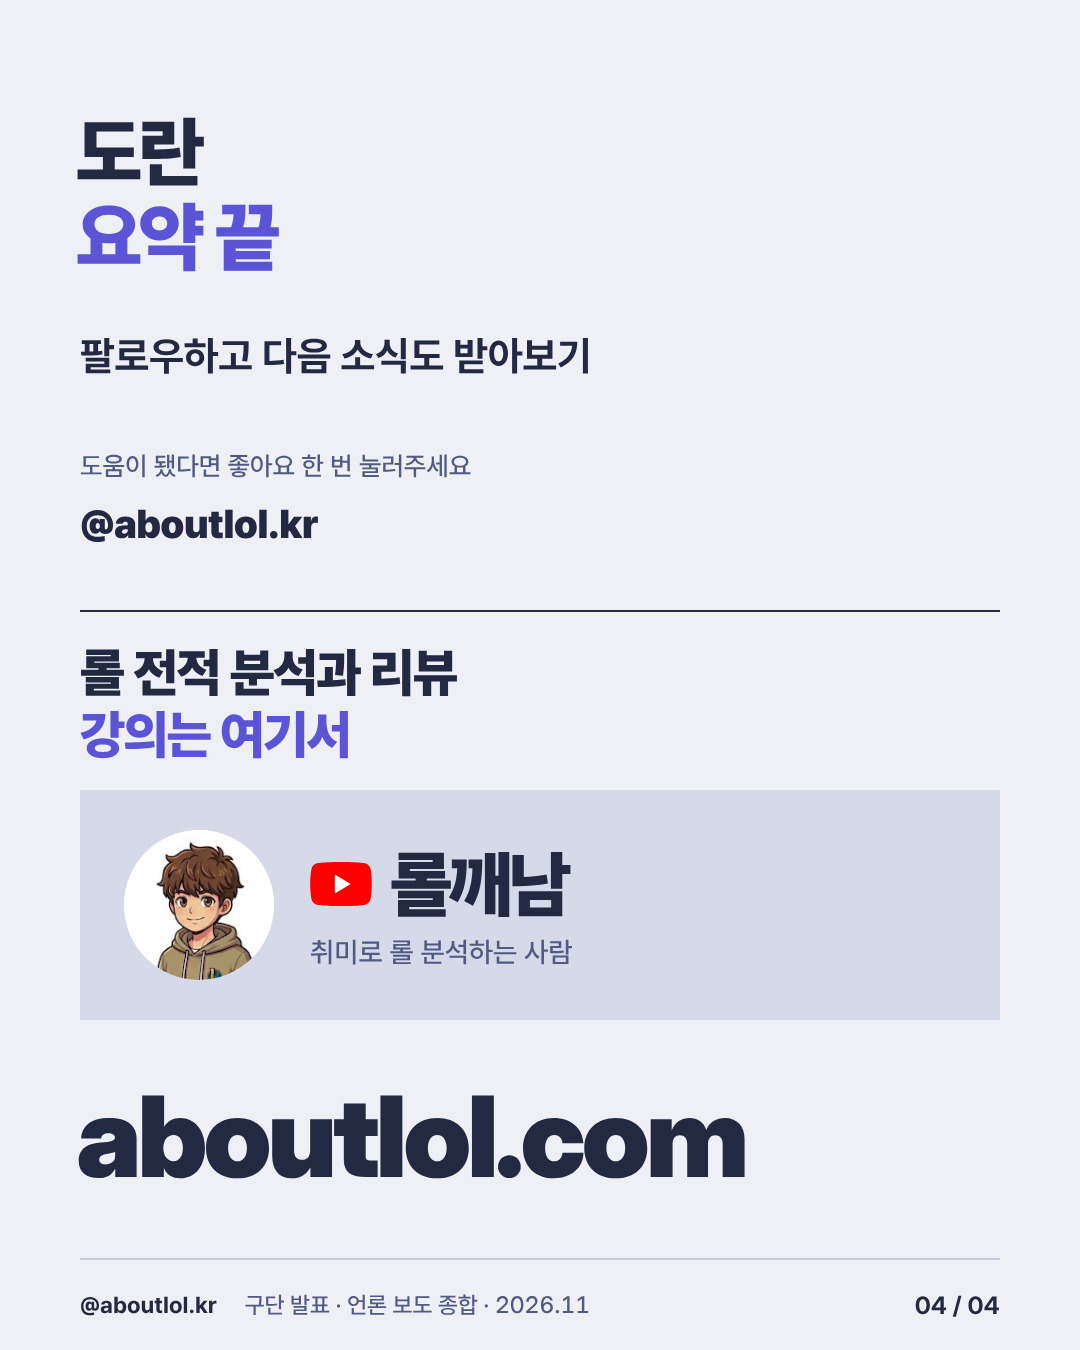 도란
요약 끝
팔로우하고 다음 소식도 받아보기
도움이 됐다면 좋아요 한 번 눌러주세요
@aboutlol.kr
롤 전적 분석과 리뷰
강의는 여기서
롤깨남
취미로 롤 분석하는 사람
aboutlol.com
@aboutlol.kr 구단 발표 · 언론 보도 종합 · 2026.11 04 / 04